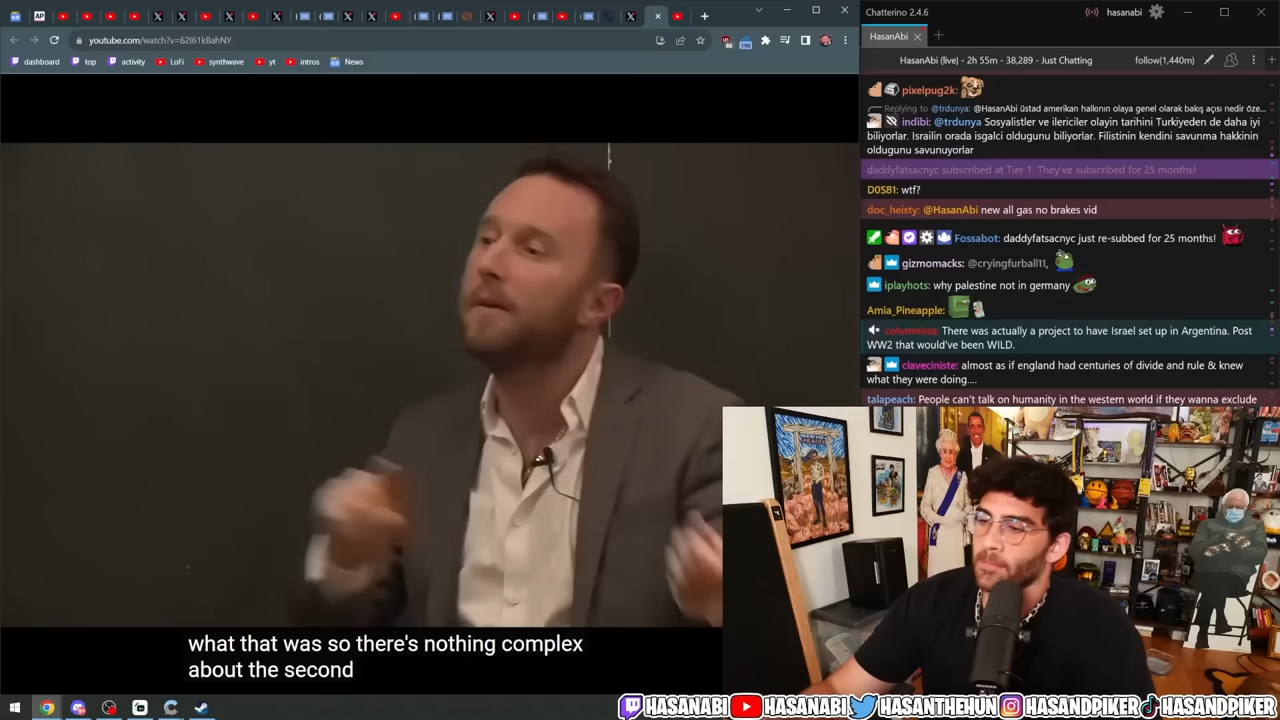 youtube.com/watch?v=62l61kBahNY
dashboard
top
activity
LoFi
synthwave
yt
intros
News
what that was so there's nothing complex
about the second
Chatterino 2.4.6
hasanabi
HasanAbi
HasanAbi (live) - 2h 55m - 38,289 - Just Chatting
follow(1,440m)
pixelpug2k:
Replying to @trdunya: @HasanAbi üstad amerikan halkının olaya genel olarak bakış açısı nedir öze...
indibi: @trdunya Sosyalistler ve ilericiler olayin tarihini Turkiyeden de daha iyi
biliyorlar. Israilin orada isgalci oldugunu biliyorlar. Filistinin kendini savunma hakkinin
oldugunu savunuyorlar
daddyfatsacnyc subscribed at Tier 1. They've subscribed for 25 months!
D0S81: wtf?
doc_heisty: @HasanAbi new all gas no brakes vid
Fossabot: daddyfatsacnyc just re-subbed for 25 months!
gizmomacks: @cryingfurball11,
iplayhots: why palestine not in germany
Amia_Pineapple:
columnissa: There was actually a project to have Israel set up in Argentina. Post
WW2 that would've been WILD.
claveciniste: almost as if england had centuries of divide and rule & knew
what they were doing....
talapeach: People can't talk on humanity in the western world if they wanna exclude
HASANABI
HASANABI
HASANTHEHUN
HASANDPIKER
HASANDPIKER